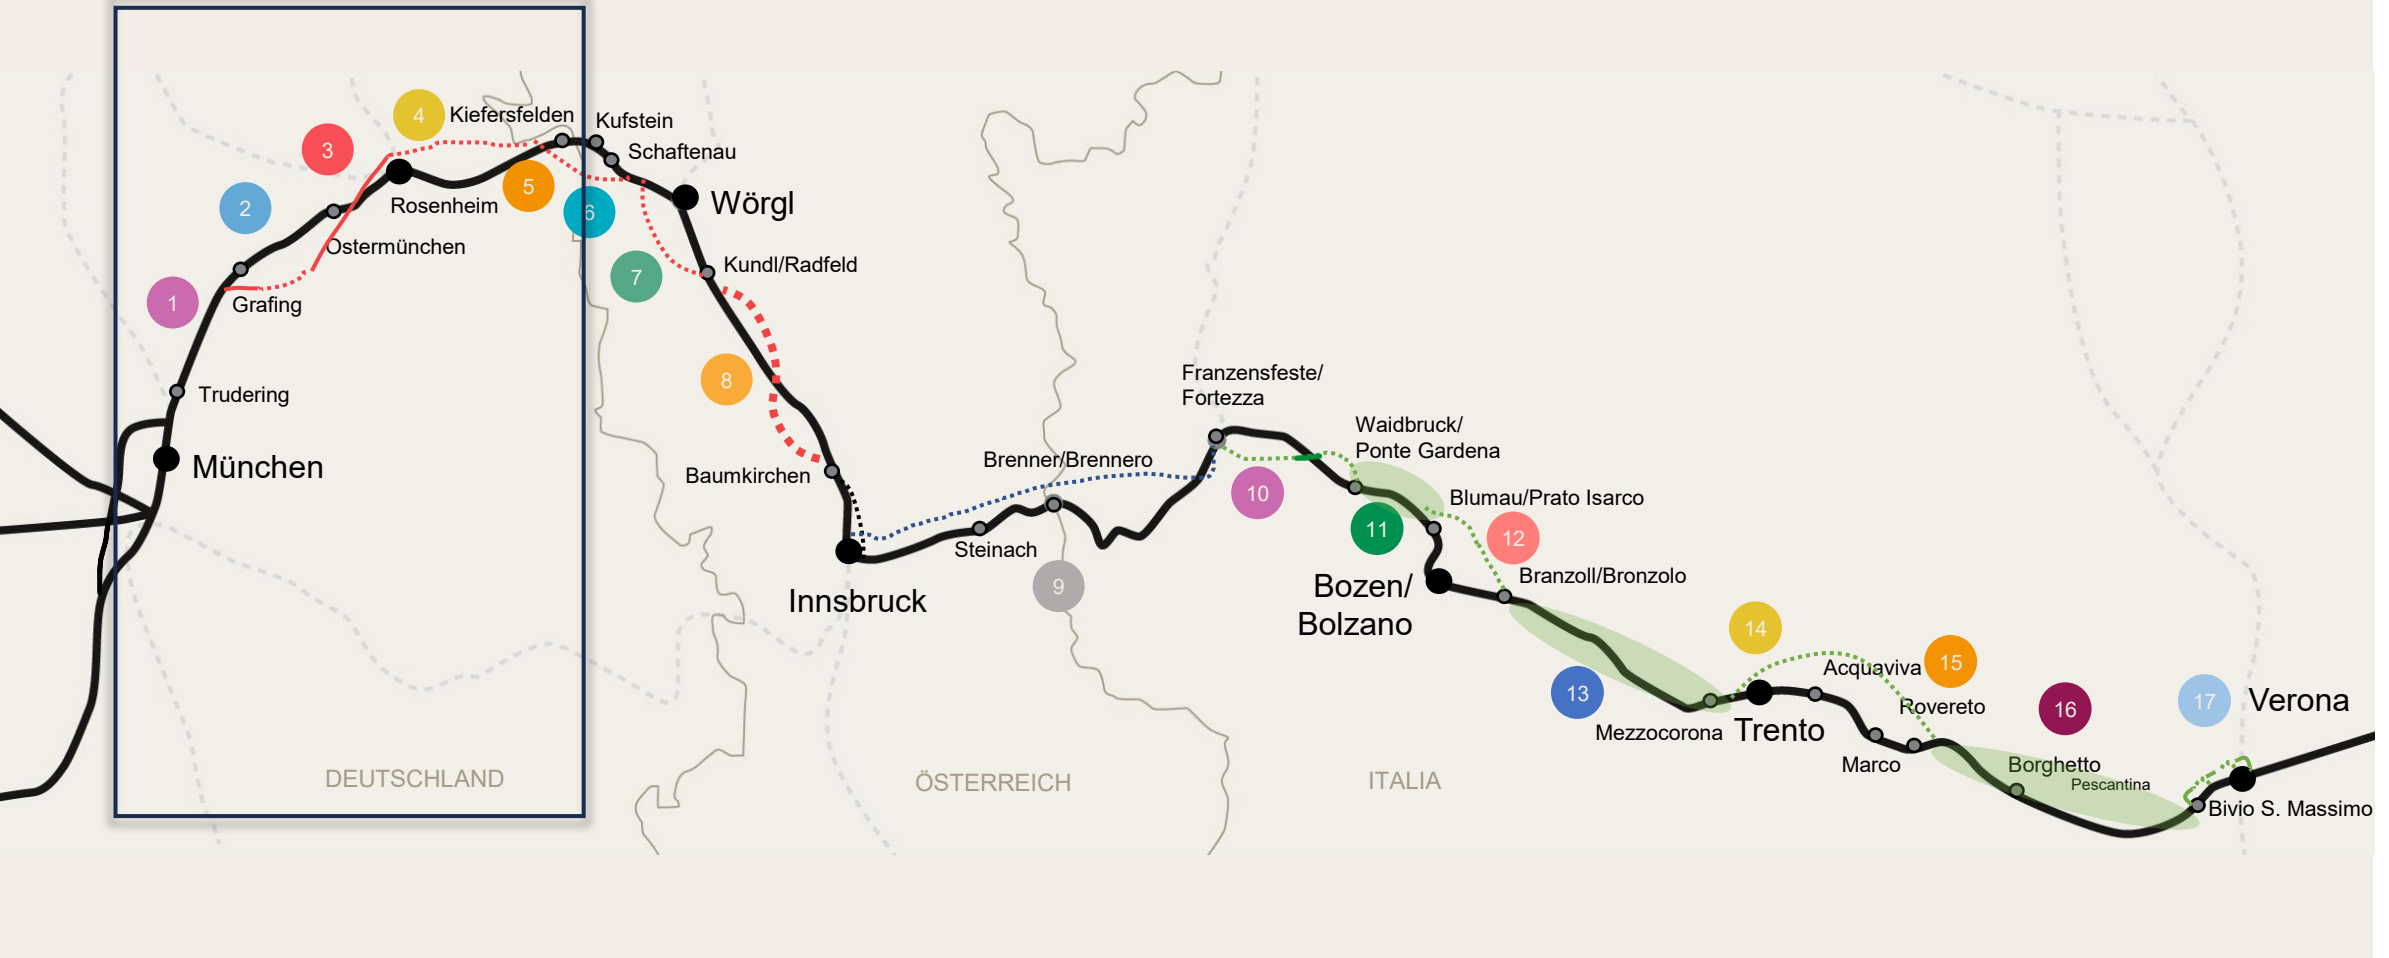 4
Kiefersfelden
Kufstein
3
Schaftenau
5
Rosenheim
2
6
Wörgl
Ostermünchen
Kundl/Radfeld
7
1
Grafing
Trudering
8
München
Franzensfeste/
Fortezza
Waidbruck/
Ponte Gardena
Baumkirchen
Brenner/Brennero
10
Blumau/Prato Isarco
11
12
Steinach
Innsbruck
9
Bozen/
Bolzano
Branzoll/Bronzolo
14
Acquaviva
15
13
Rovereto
16
17
Verona
Mezzocorona
Trento
Marco
Borghetto
Pescantina
Bivio S. Massimo
DEUTSCHLAND
ÖSTERREICH
ITALIA